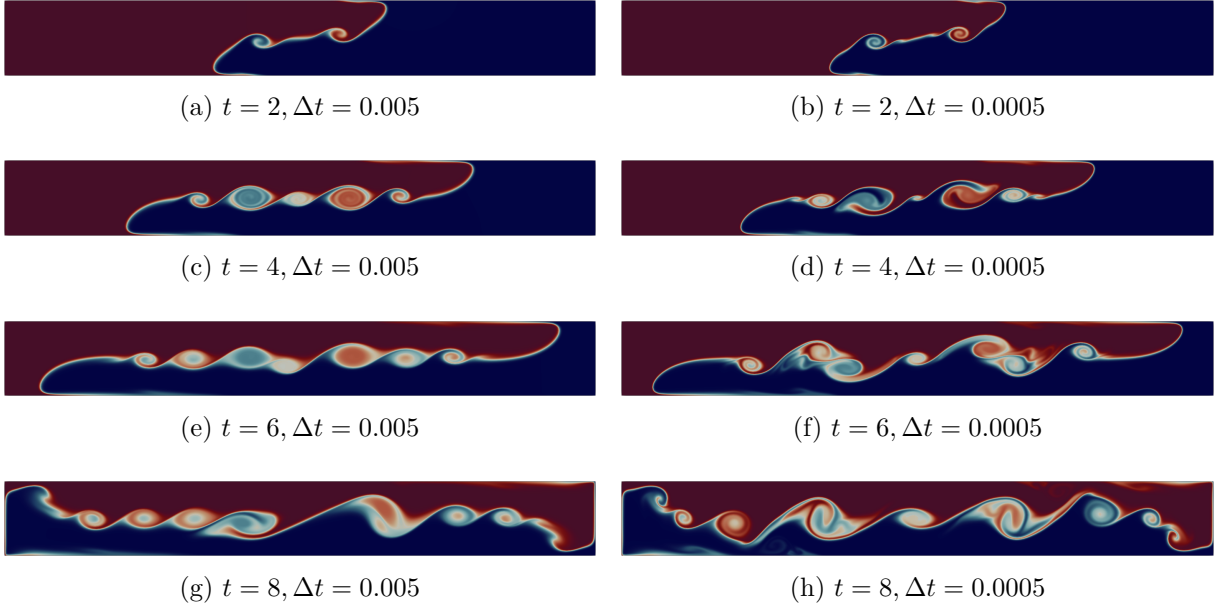 (a) t = 2, Δt = 0.005
(b) t = 2, Δt = 0.0005
(c) t = 4, Δt = 0.005
(d) t = 4, Δt = 0.0005
(e) t = 6, Δt = 0.005
(f) t = 6, Δt = 0.0005
(g) t = 8, Δt = 0.005
(h) t = 8, Δt = 0.0005